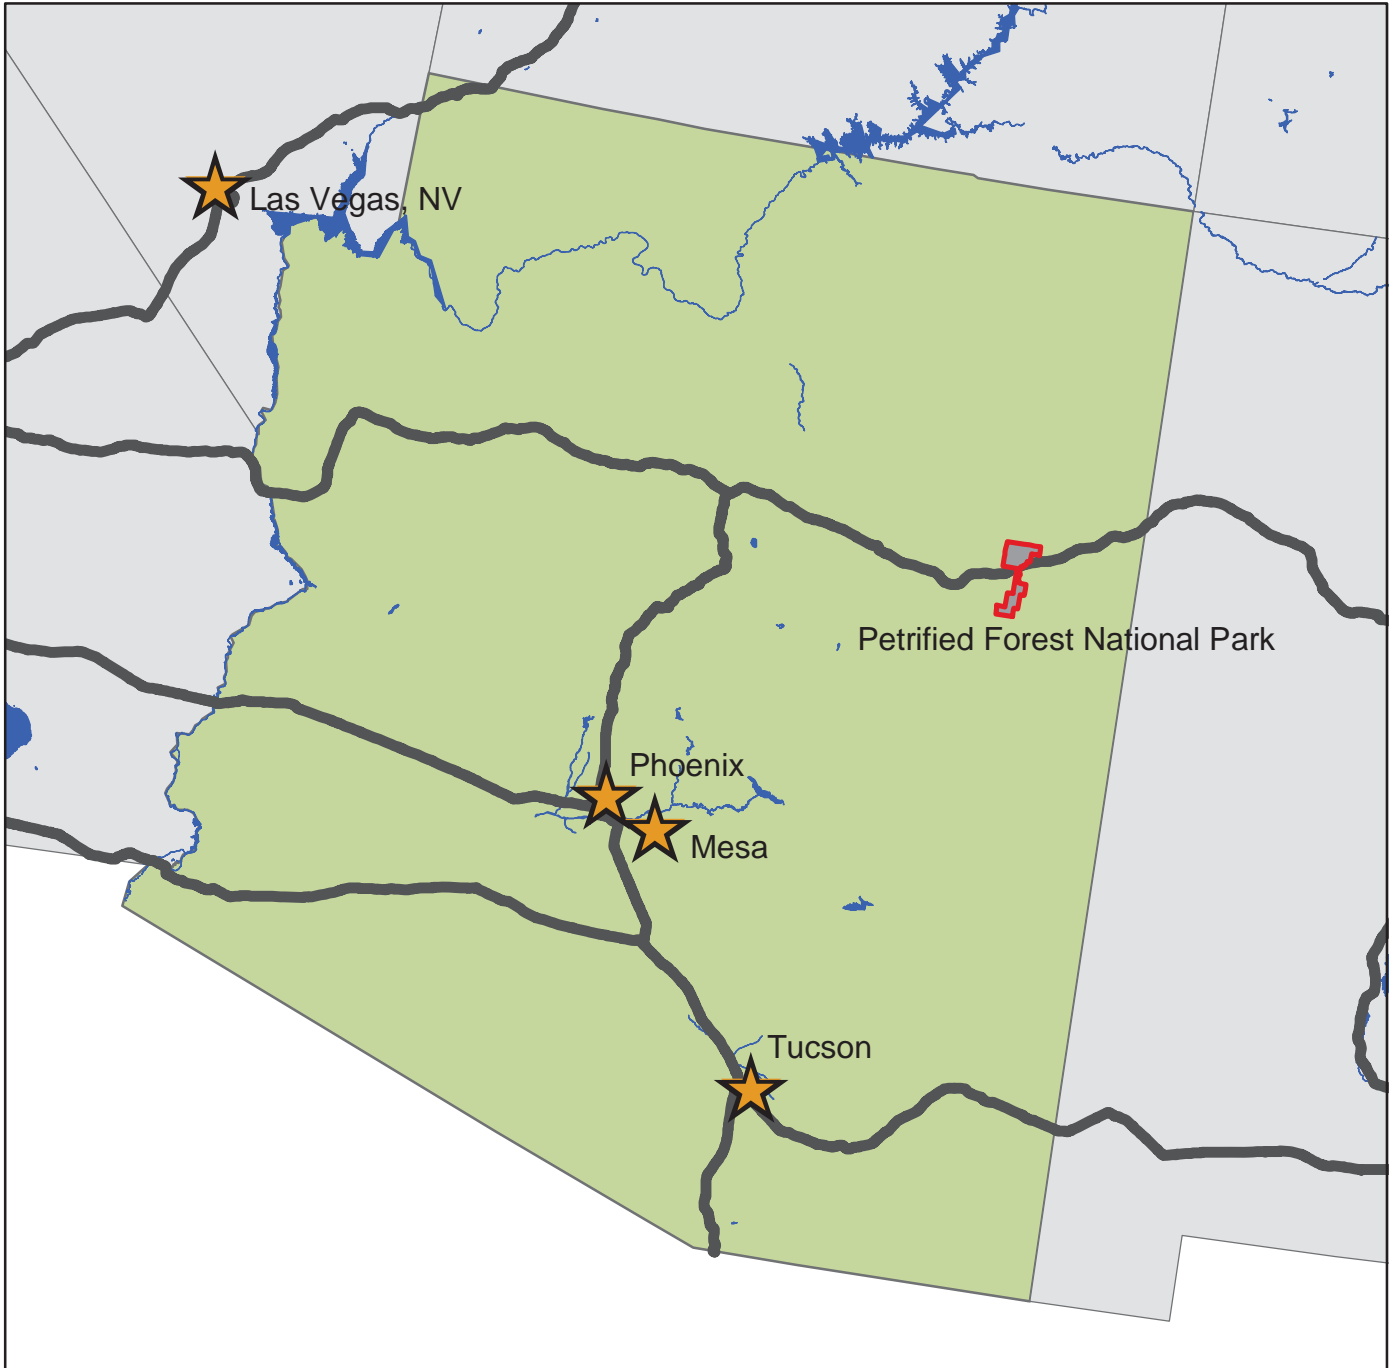 Las Vegas, NV
Petrified Forest National Park
Phoenix
Mesa
Tucson